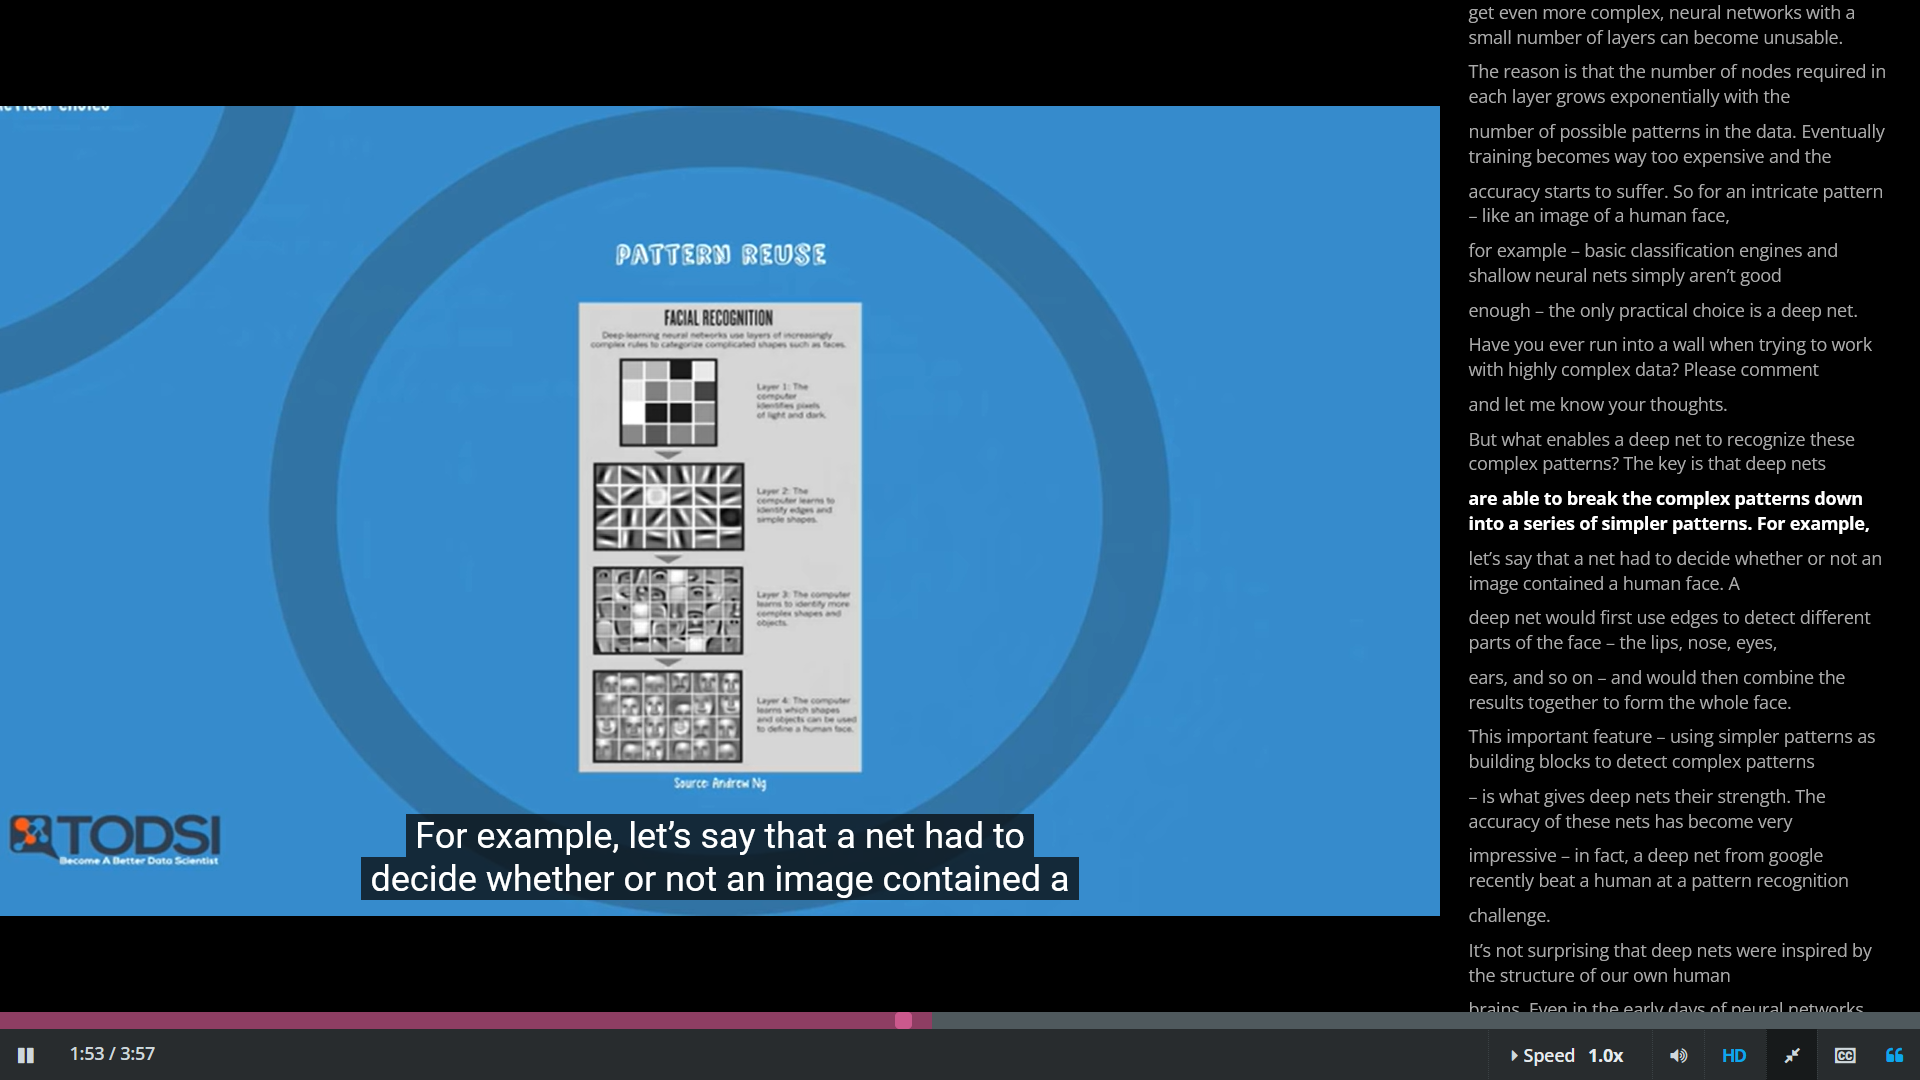 PATTERN REUSE
FACIAL RECOGNITION
Deep-learning neural networks use layers of increasingly
complex rules to categorize complicated shapes such as faces.
Layer 1: The
computer
identifies pixels
of light and dark.
Layer 2: The
computer learns to
identify edges and
simple shapes.
Layer 3: The computer
learns to identify more
complex shapes and
objects.
Layer 4: The computer
learns which shapes
and objects can be used
to define a human face.
Source: Andrew Ng
TODSI
Become A Better Data Scientist
For example, let’s say that a net had to
decide whether or not an image contained a
get even more complex, neural networks with a
small number of layers can become unusable.
The reason is that the number of nodes required in
each layer grows exponentially with the
number of possible patterns in the data. Eventually
training becomes way too expensive and the
accuracy starts to suffer. So for an intricate pattern
– like an image of a human face,
for example – basic classification engines and
shallow neural nets simply aren’t good
enough – the only practical choice is a deep net.
Have you ever run into a wall when trying to work
with highly complex data? Please comment
and let me know your thoughts.
But what enables a deep net to recognize these
complex patterns? The key is that deep nets
are able to break the complex patterns down
into a series of simpler patterns. For example,
let’s say that a net had to decide whether or not an
image contained a human face. A
deep net would first use edges to detect different
parts of the face – the lips, nose, eyes,
ears, and so on – and would then combine the
results together to form the whole face.
This important feature – using simpler patterns as
building blocks to detect complex patterns
– is what gives deep nets their strength. The
accuracy of these nets has become very
impressive – in fact, a deep net from google
recently beat a human at a pattern recognition
challenge.
It’s not surprising that deep nets were inspired by
the structure of our own human
brains. Even in the early days of neural networks,
1:53 / 3:57
Speed 1.0x
HD
CC